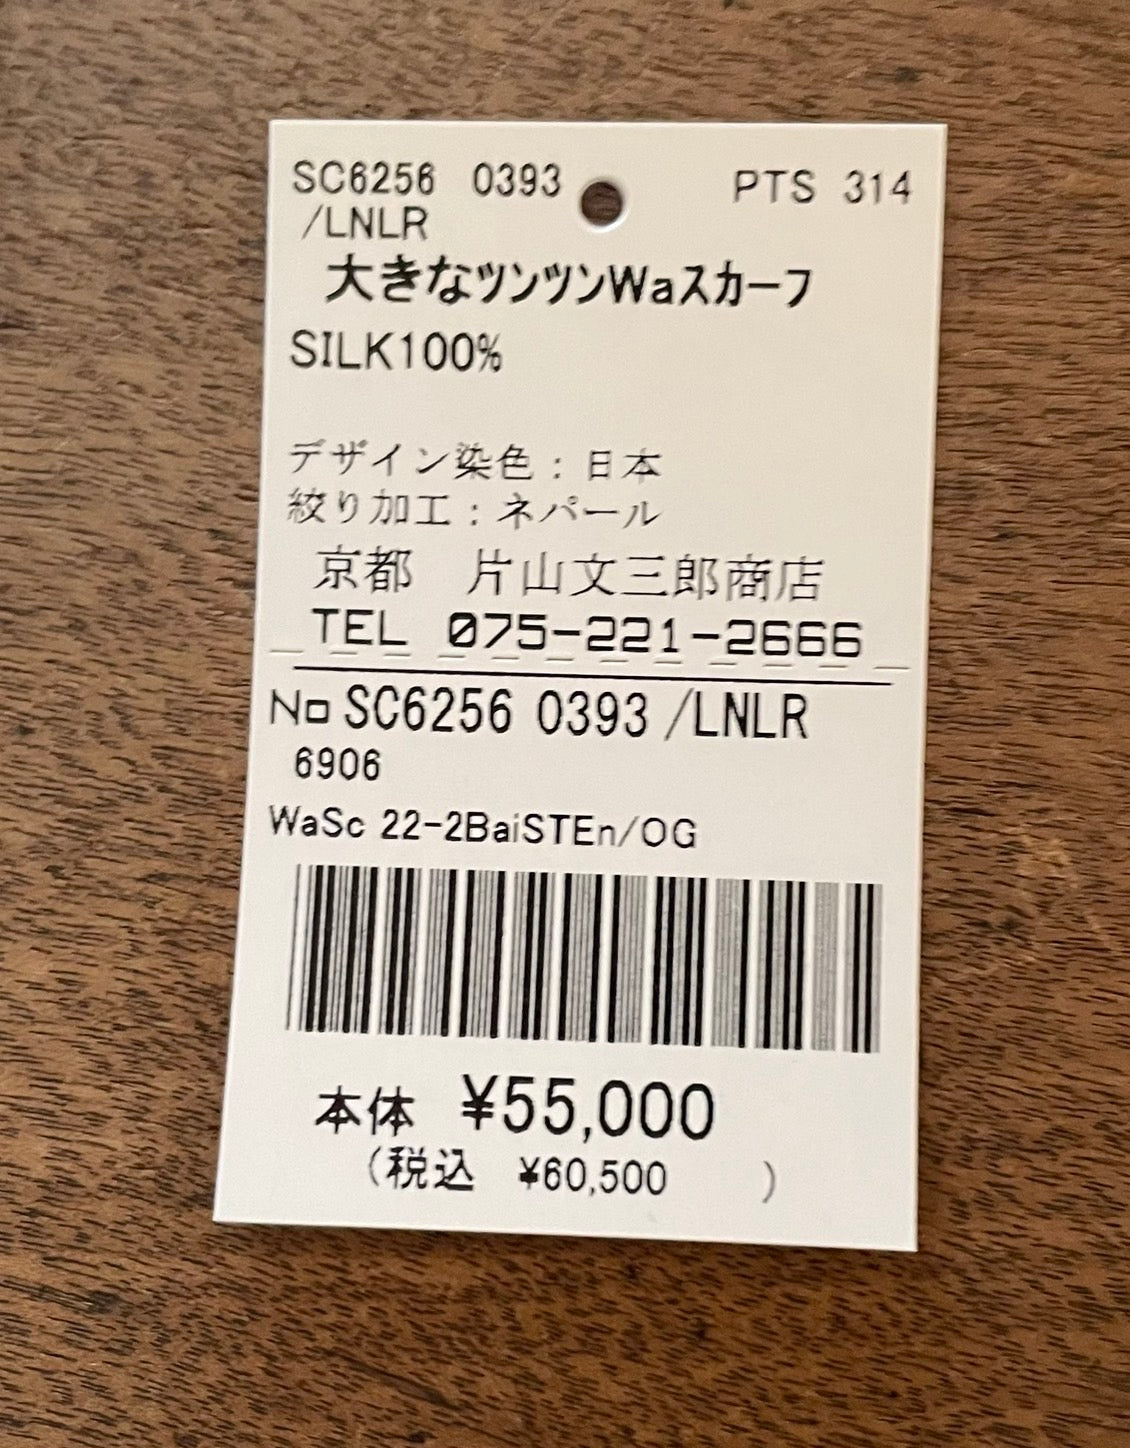 SC6256 0393 PTS 314
/LNLR
大きなツンツンWaスカーフ
SILK100%
デザイン染色：日本
絞り加工：ネパール
京都　片山文三郎商店
TEL 075-221-2666
No SC6256 0393 /LNLR
6906
WaSc 22-2BaiSTEn/OG
本体 ¥55,000
（税込 ¥60,500 ）